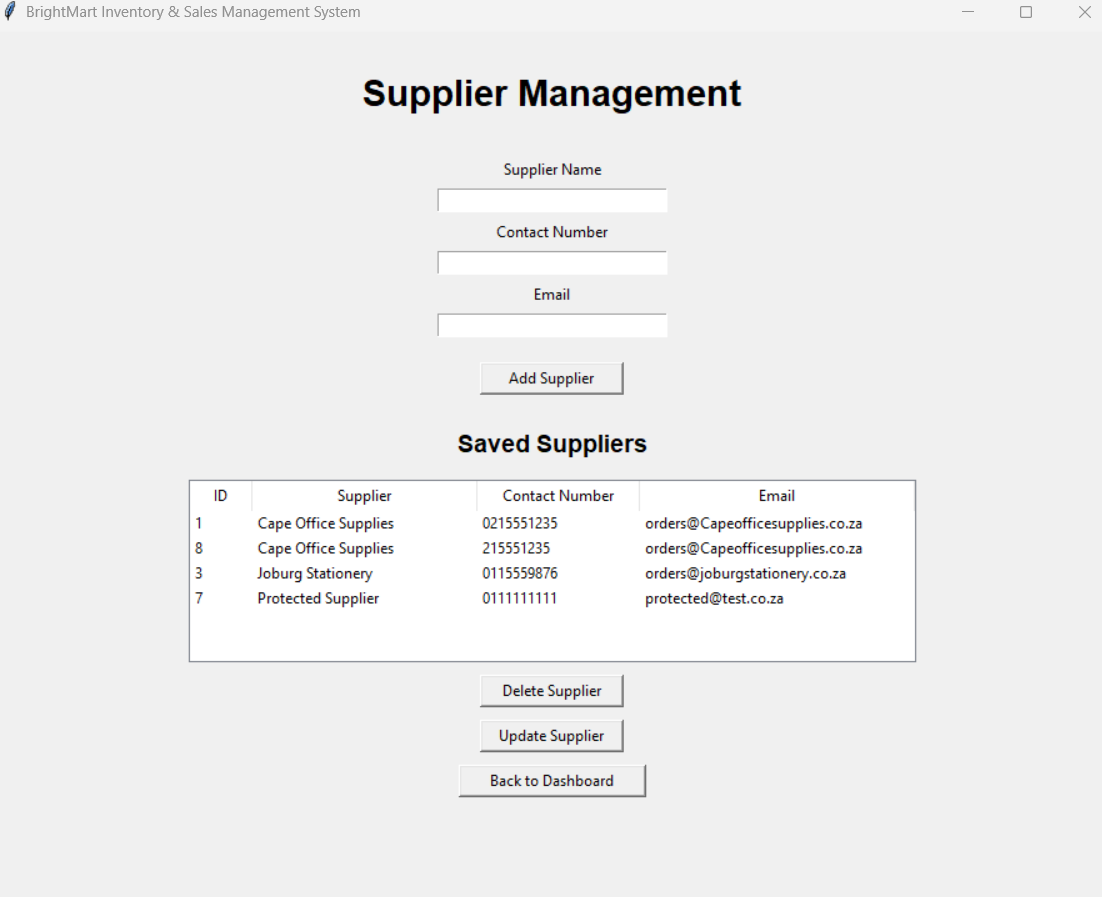 BrightMart Inventory & Sales Management System
Supplier Management
Supplier Name
Contact Number
Email
Add Supplier
Saved Suppliers
ID Supplier Contact Number Email
1 Cape Office Supplies 0215551235 orders@Capeofficesupplies.co.za
8 Cape Office Supplies 215551235 orders@Capeofficesupplies.co.za
3 Joburg Stationery 0115559876 orders@joburgstationery.co.za
7 Protected Supplier 0111111111 protected@test.co.za
Delete Supplier
Update Supplier
Back to Dashboard